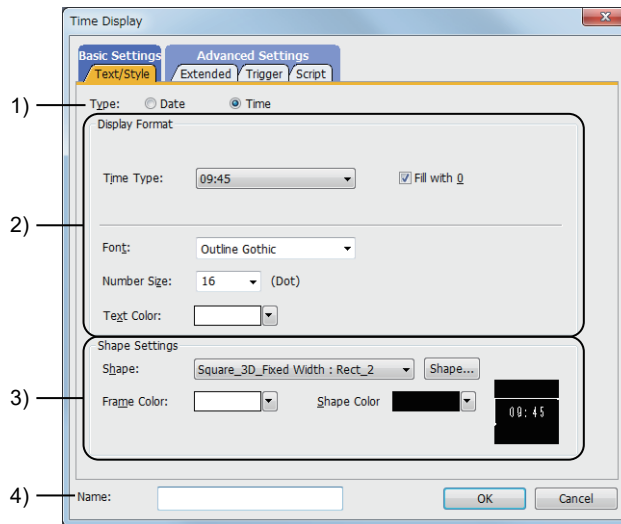 Time Display
Basic Settings Advanced Settings
Text/Style Extended Trigger Script
1) Type: Date Time
Display Format
Time Type: 09:45 Fill with 0
2)
Font: Outline Gothic
Number Size: 16 (Dot)
Text Color:
Shape Settings
Shape: Square_3D_Fixed Width : Rect_2 Shape...
3) Frame Color: Shape Color
09:45
4) Name: OK Cancel